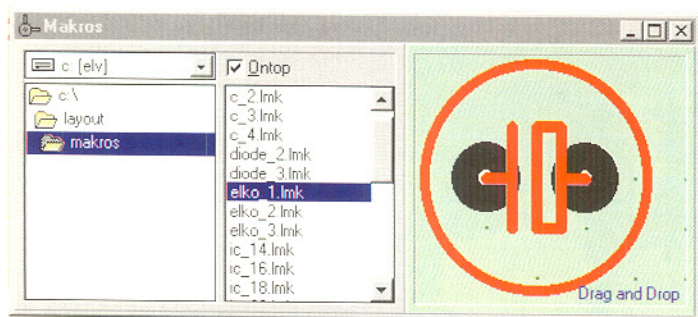 Makros
c: [elv]
Ontop
c:\
layout
makros
c_2.lmk
c_3.lmk
c_4.lmk
diode_2.lmk
diode_3.lmk
elko_1.lmk
elko_2.lmk
elko_3.lmk
ic_14.lmk
ic_16.lmk
ic_18.lmk
Drag and Drop